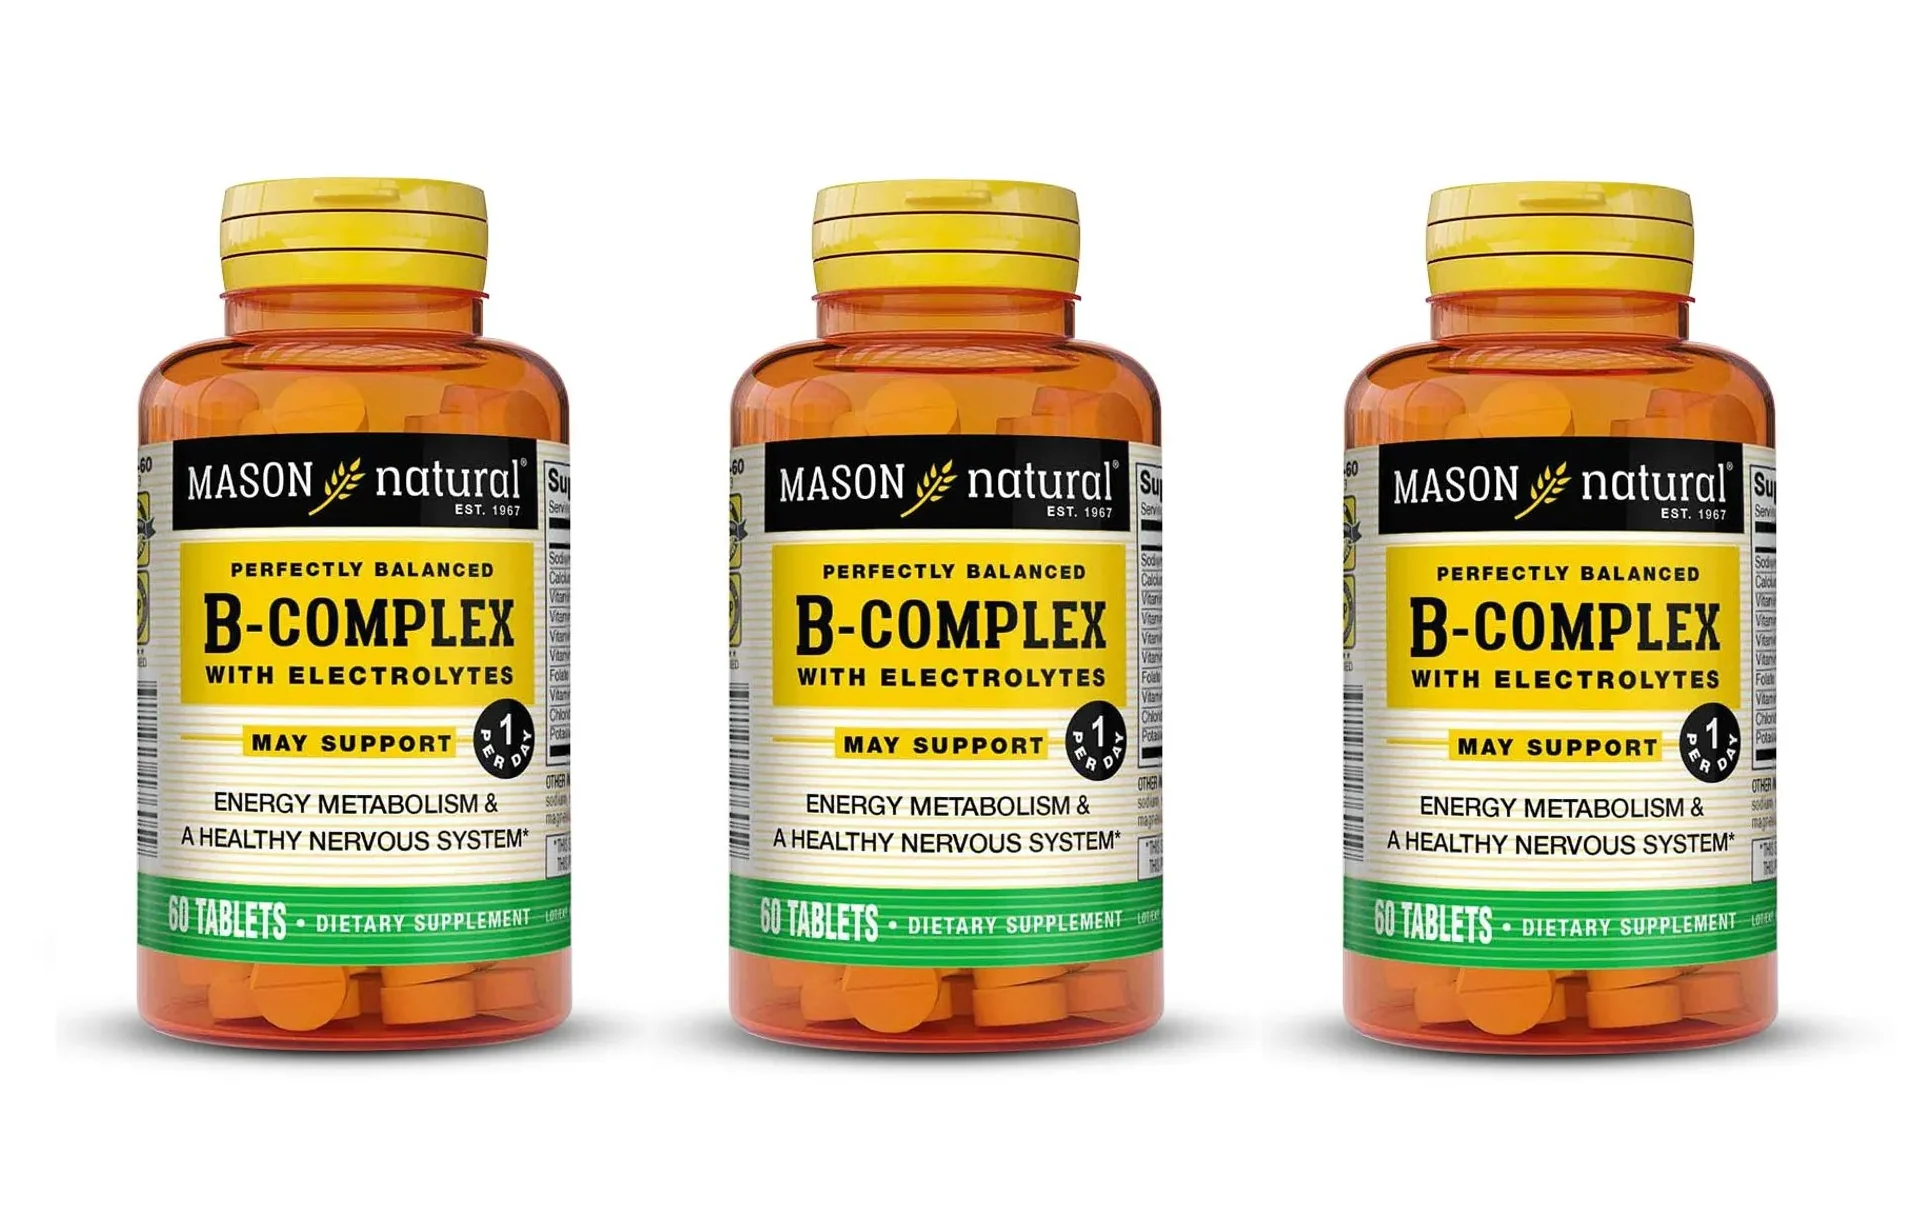 MASON natural®
EST. 1967
PERFECTLY BALANCED
B-COMPLEX
WITH ELECTROLYTES
MAY SUPPORT
1 PER DAY
ENERGY METABOLISM &
A HEALTHY NERVOUS SYSTEM*
60 TABLETS • DIETARY SUPPLEMENT
MASON natural®
EST. 1967
PERFECTLY BALANCED
B-COMPLEX
WITH ELECTROLYTES
MAY SUPPORT
1 PER DAY
ENERGY METABOLISM &
A HEALTHY NERVOUS SYSTEM*
60 TABLETS • DIETARY SUPPLEMENT
MASON natural®
EST. 1967
PERFECTLY BALANCED
B-COMPLEX
WITH ELECTROLYTES
MAY SUPPORT
1 PER DAY
ENERGY METABOLISM &
A HEALTHY NERVOUS SYSTEM*
60 TABLETS • DIETARY SUPPLEMENT